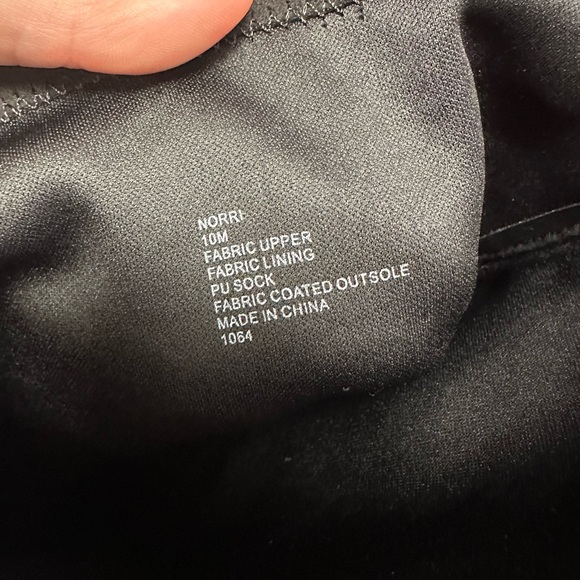 NORRI
10M
FABRIC UPPER
FABRIC LINING
PU SOCK
FABRIC COATED OUTSOLE
MADE IN CHINA
1064